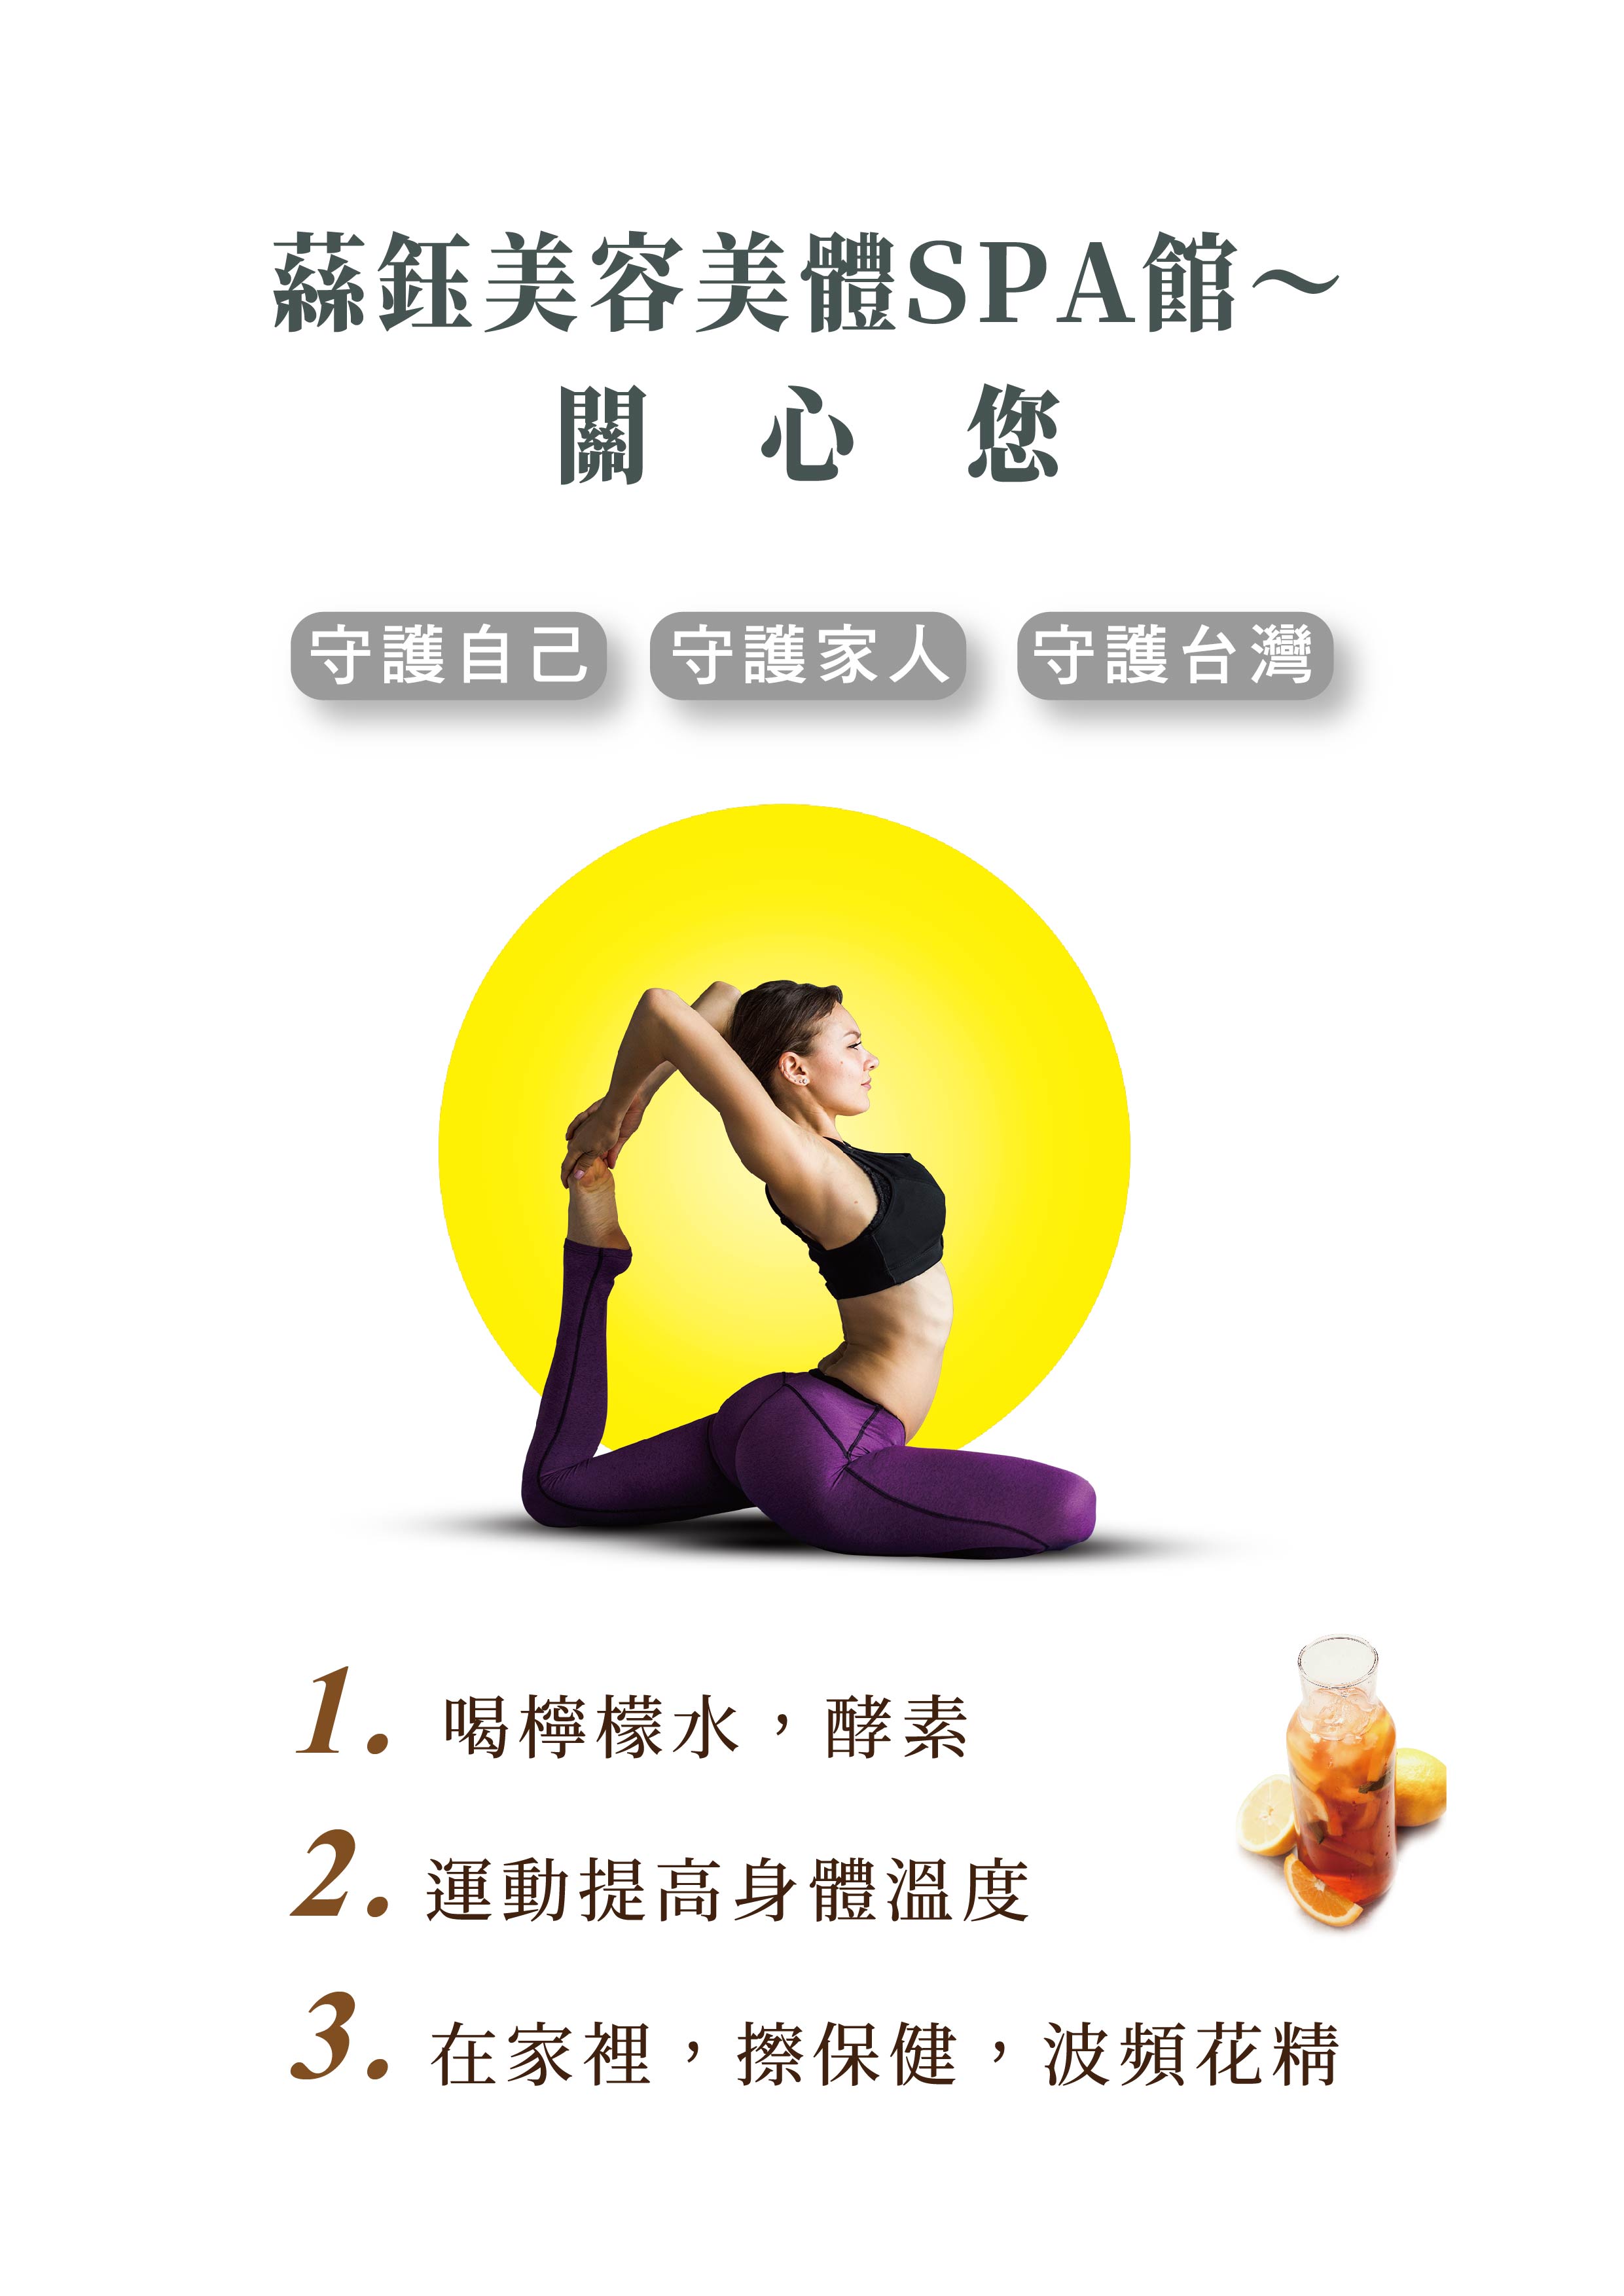 蕬鈺美容美體SPA館～
關心您
守護自己 守護家人 守護台灣
1. 喝檸檬水，酵素
2. 運動提高身體溫度
3. 在家裡，擦保健，波頻花精